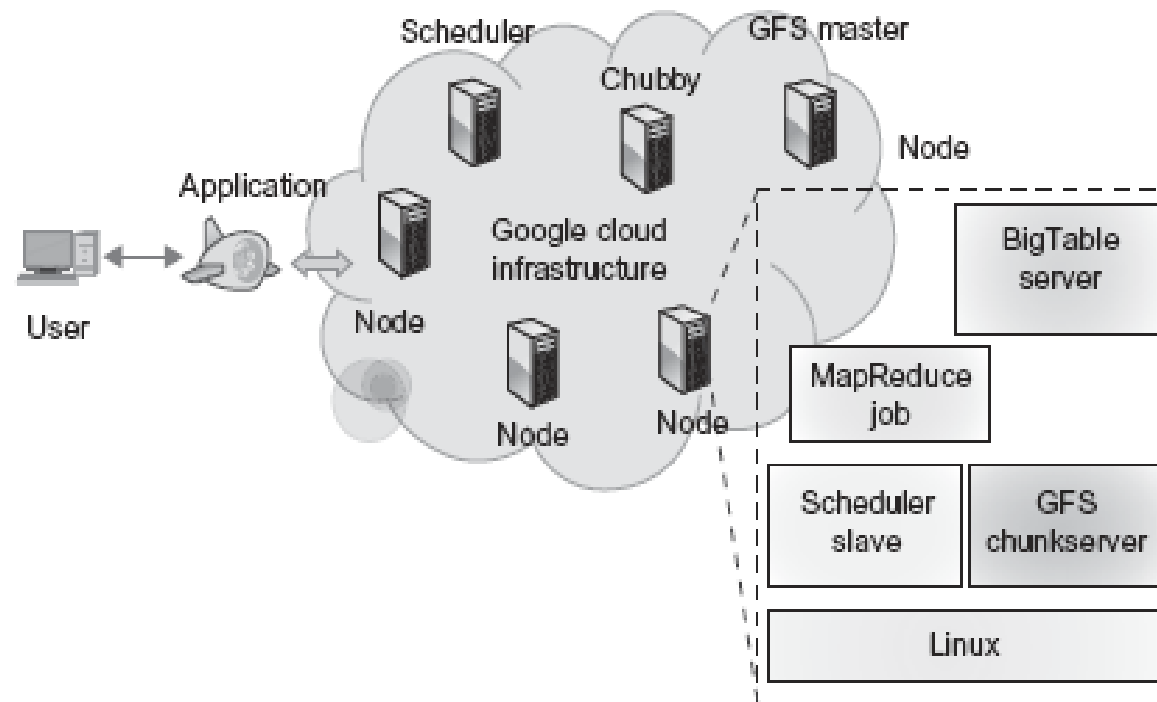 Scheduler
GFS master
Chubby
Node
Application
Google cloud
infrastructure
BigTable
server
User
Node
MapReduce
job
Node
Node
Scheduler
slave
GFS
chunkserver
Linux